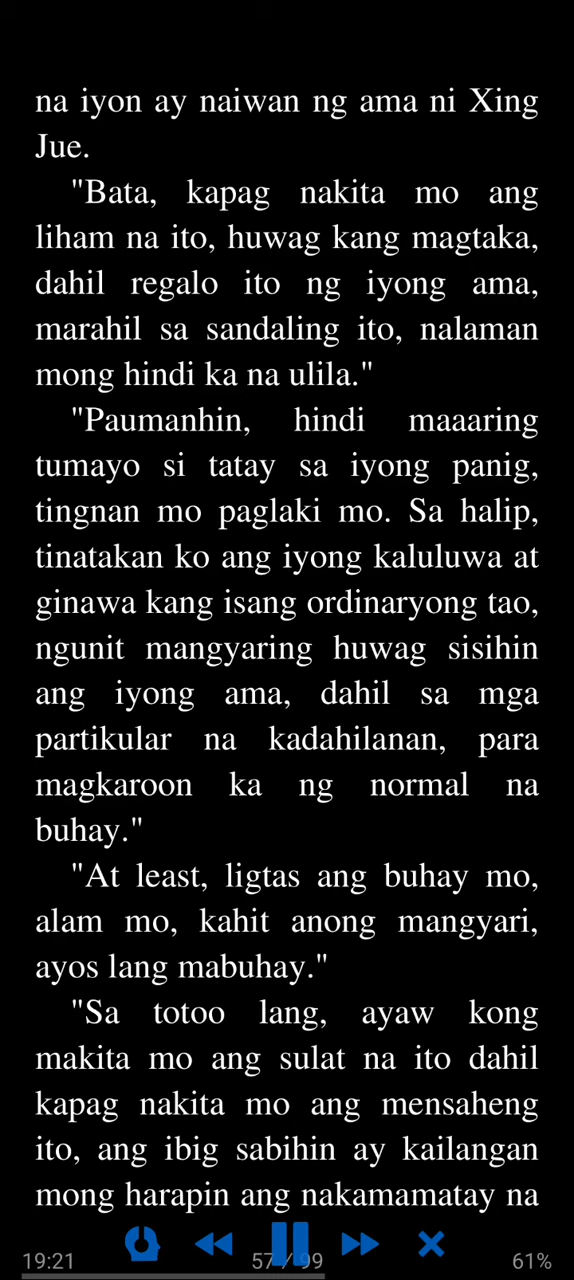 na iyon ay naiwan ng ama ni Xing
Jue.
"Bata, kapag nakita mo ang
liham na ito, huwag kang magtaka,
dahil regalo ito ng iyong ama,
marahil sa sandaling ito, nalaman
mong hindi ka na ulila."
"Paumanhin, hindi maaaring
tumayo si tatay sa iyong panig,
tingnan mo paglaki mo. Sa halip,
tinatakan ko ang iyong kaluluwa at
ginawa kang isang ordinaryong tao,
ngunit mangyaring huwag sisihin
ang iyong ama, dahil sa mga
partikular na kadahilanan, para
magkaroon ka ng normal na
buhay."
"At least, ligtas ang buhay mo,
alam mo, kahit anong mangyari,
ayos lang mabuhay."
"Sa totoo lang, ayaw kong
makita mo ang sulat na ito dahil
kapag nakita mo ang mensaheng
ito, ang ibig sabihin ay kailangan
mong harapin ang nakamamatay na
19:21 57 / 99 61%